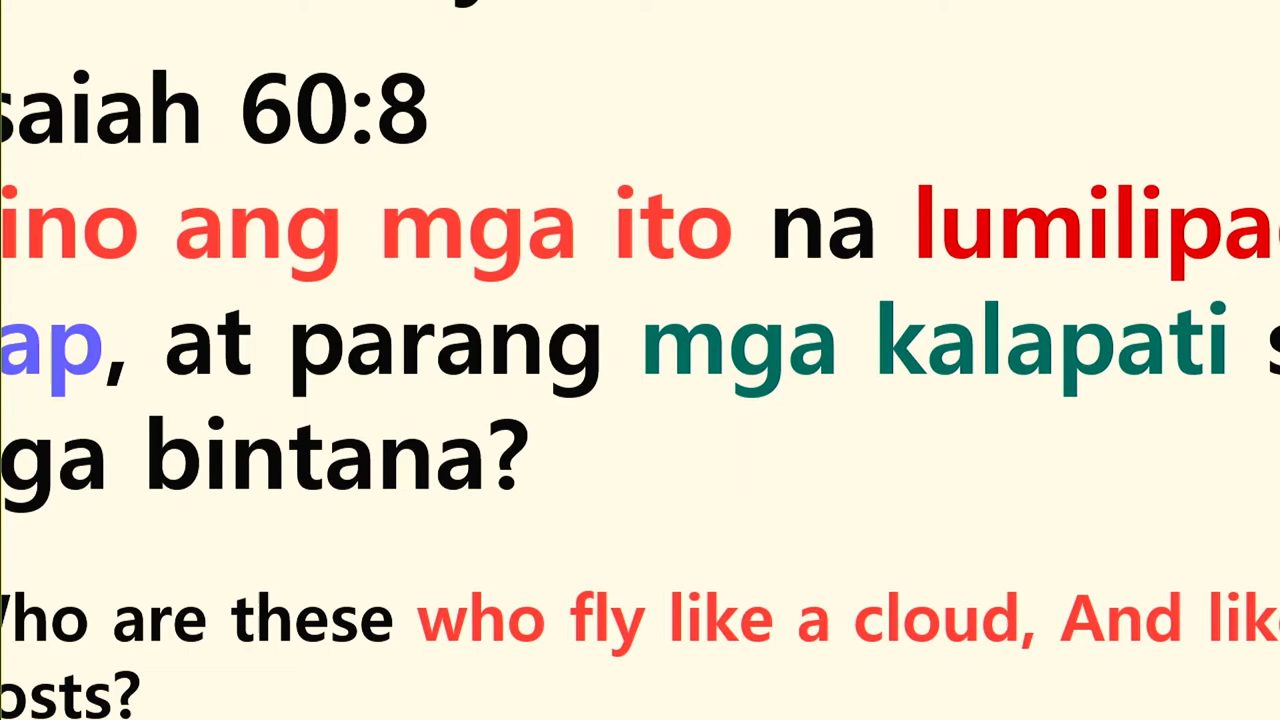 saiah 60:8
ino ang mga ito na lumilipa
ap, at parang mga kalapati
ga bintana?
Who are these who fly like a cloud, And lik
osts?